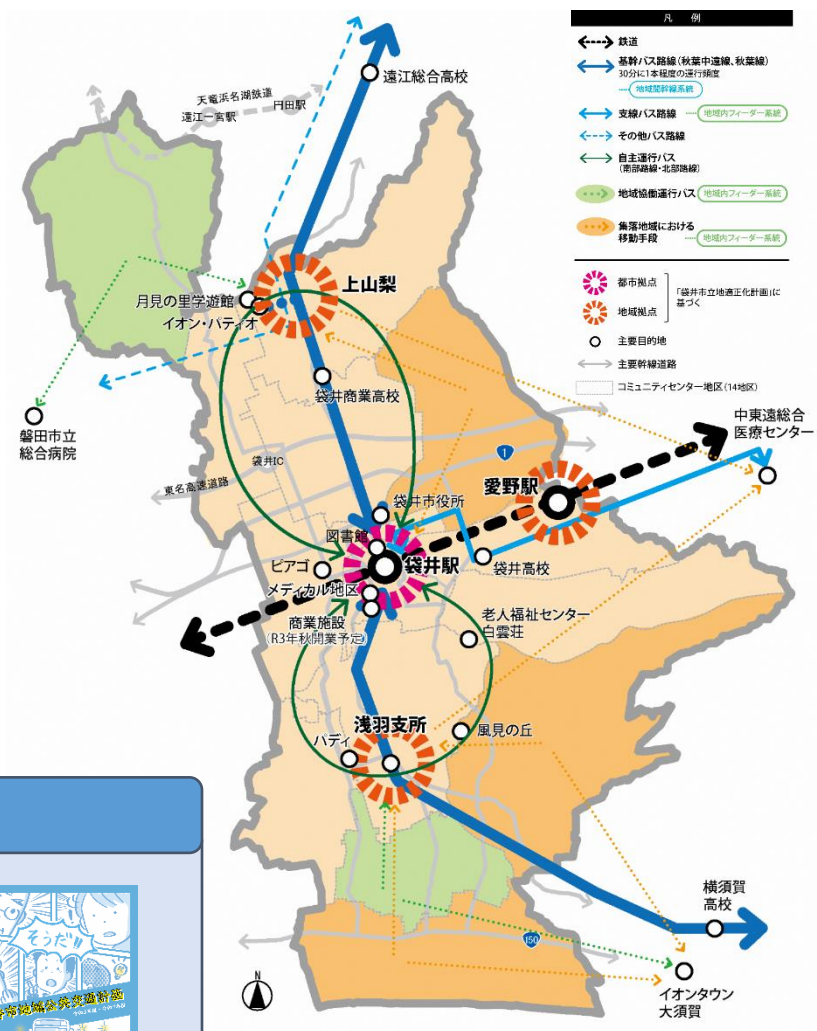 凡 例
鉄道
基幹バス路線(秋葉中遠線、秋葉線)
30分に1本程度の運行頻度
地域間幹線系統
支線バス路線
地域内フィーダー系統
その他バス路線
自主運行バス
(南部路線・北部路線)
地域協働運行バス
地域内フィーダー系統
集落地域における
移動手段
地域内フィーダー系統
都市拠点
地域拠点
「袋井市立地適正化計画」に
基づく
主要目的地
主要幹線道路
コミュニティセンター地区(14地区)
遠江総合高校
天竜浜名湖鉄道
円田駅
遠江一宮駅
上山梨
月見の里学遊館
イオン・パティオ
袋井商業高校
磐田市立
総合病院
中東遠総合
医療センター
1
袋井IC
東名高速道路
愛野駅
袋井市役所
図書館
袋井駅
袋井高校
ピアゴ
メディカル地区
商業施設
(R3年秋開業予定)
老人福祉センター
白雲荘
浅羽支所
パディ
風見の丘
横須賀
高校
150
イオンタウン
大須賀
N
そうだ!!
市地域公共交通計画